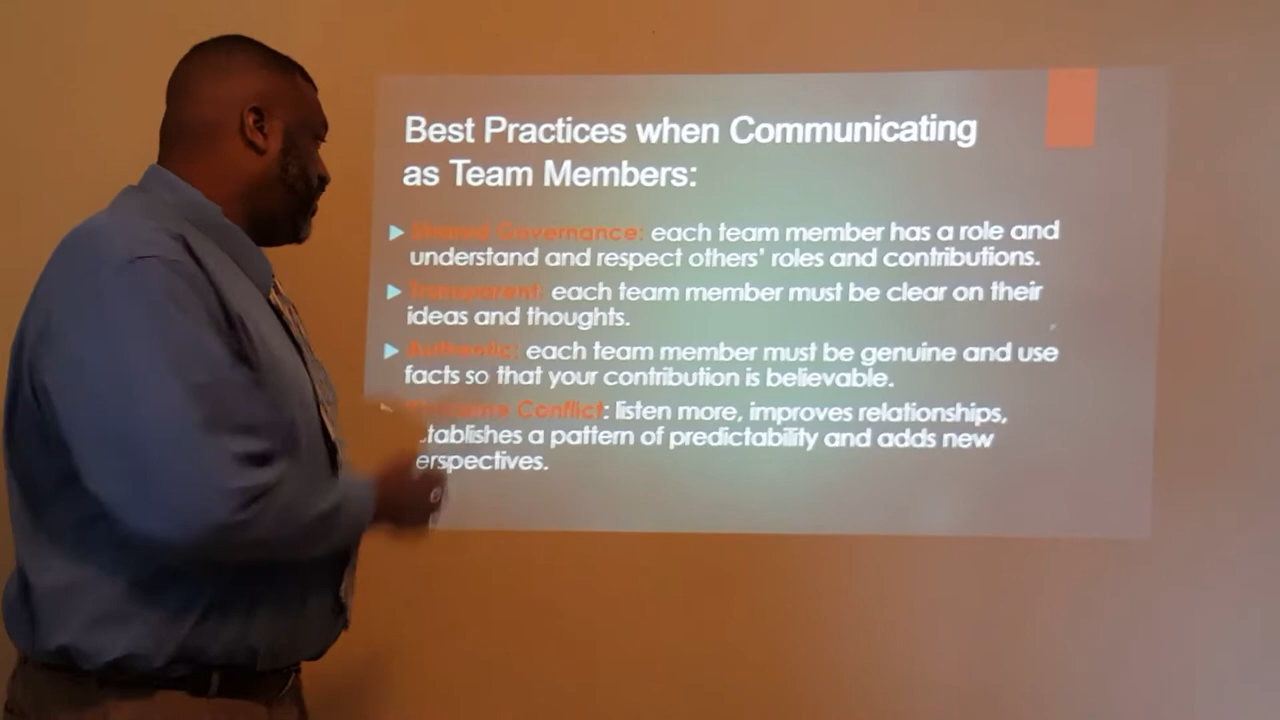 Best Practices when Communicating
as Team Members:
Shared Governance: each team member has a role and
understand and respect others' roles and contributions.
Transparent: each team member must be clear on their
ideas and thoughts.
Authentic: each team member must be genuine and use
facts so that your contribution is believable.
Conflict: listen more, improves relationships,
tablishes a pattern of predictability and adds new
erspectives.